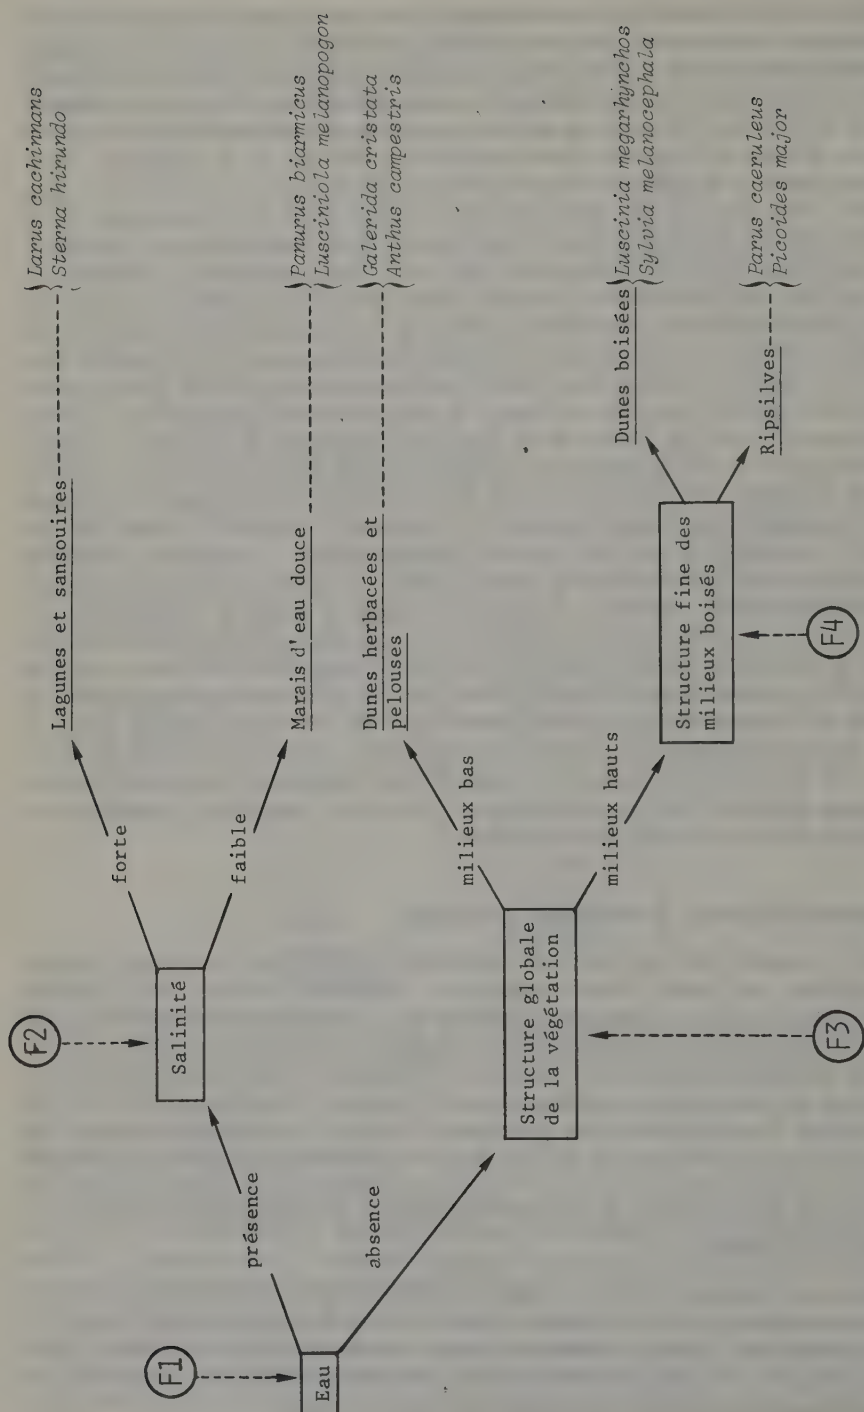 F1
Eau
présence
absence
F2
Salinité
forte
faible
Lagunes et sansouires
Larus cachinnans
Sterna hirundo
Marais d'eau douce
Panurus biarmicus
Lusciniola melanopogon
Structure globale
de la végétation
F3
milieux bas
milieux hauts
Dunes herbacées et
pelouses
Galerida cristata
Anthus campestris
Structure fine des
milieux boisés
F4
Dunes boisées
Luscinia megarhynchos
Sylvia melanocephala
Ripsilves
Parus caeruleus
Picoides major